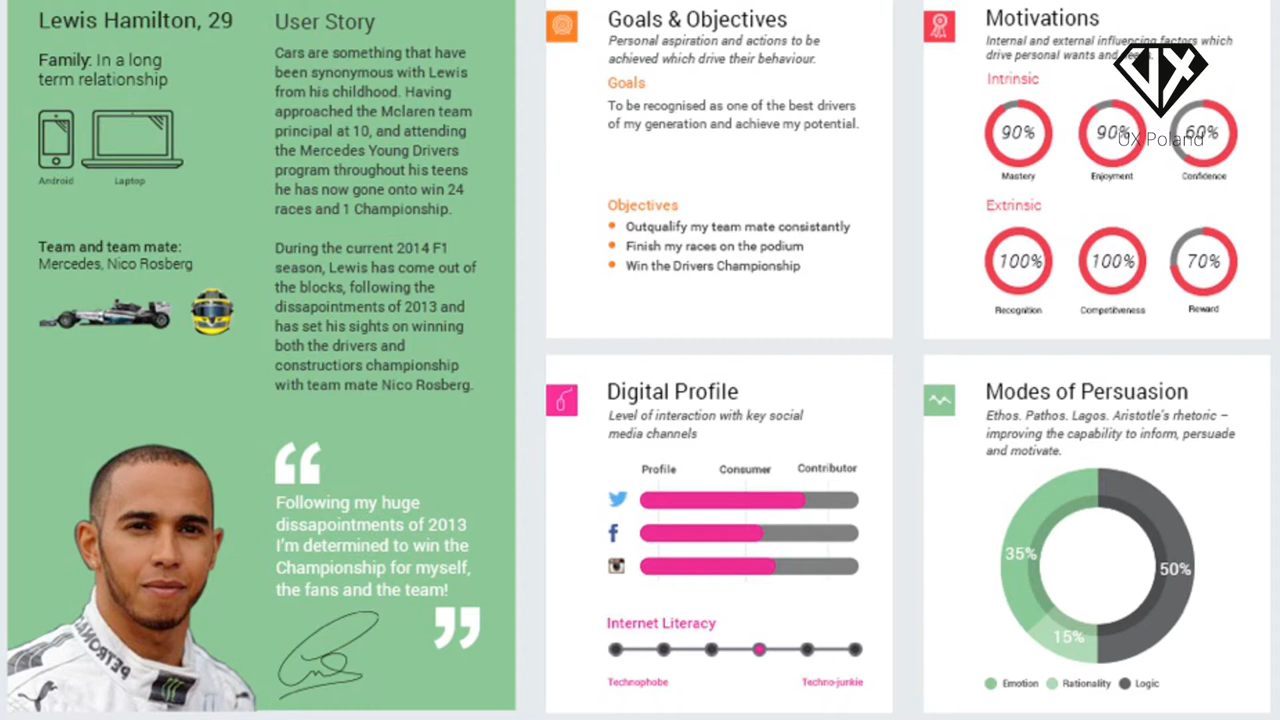 Lewis Hamilton, 29
Family: In a long
term relationship
Android
Laptop
Team and team mate:
Mercedes, Nico Rosberg
PETRONAS
User Story
Cars are something that have
been synonymous with Lewis
from his childhood. Having
approached the Mclaren team
principal at 10, and attending
the Mercedes Young Drivers
program throughout his teens
he has now gone onto win 24
races and 1 Championship.
During the current 2014 F1
season, Lewis has come out of
the blocks, following the
dissapointments of 2013 and
has set his sights on winning
both the drivers and
constructiors championship
with team mate Nico Rosberg.
Following my huge
dissapointments of 2013
I'm determined to win the
Championship for myself,
the fans and the team!
Goals & Objectives
Personal aspiration and actions to be
achieved which drive their behaviour.
Goals
To be recognised as one of the best drivers
of my generation and achieve my potential.
Objectives
Outqualify my team mate consistantly
Finish my races on the podium
Win the Drivers Championship
Motivations
Internal and external influencing factors which
drive personal wants and needs.
Intrinsic
90%
90%
60%
Mastery
Enjoyment
Confidence
Extrinsic
100%
100%
70%
Recognition
Competitiveness
Reward
UX
UX Poland
Digital Profile
Level of interaction with key social
media channels
Profile
Consumer
Contributor
Internet Literacy
Technophobe
Techno-junkie
Modes of Persuasion
Ethos. Pathos. Lagos. Aristotle's rhetoric –
improving the capability to inform, persuade
and motivate.
35%
50%
15%
Emotion
Rationality
Logic